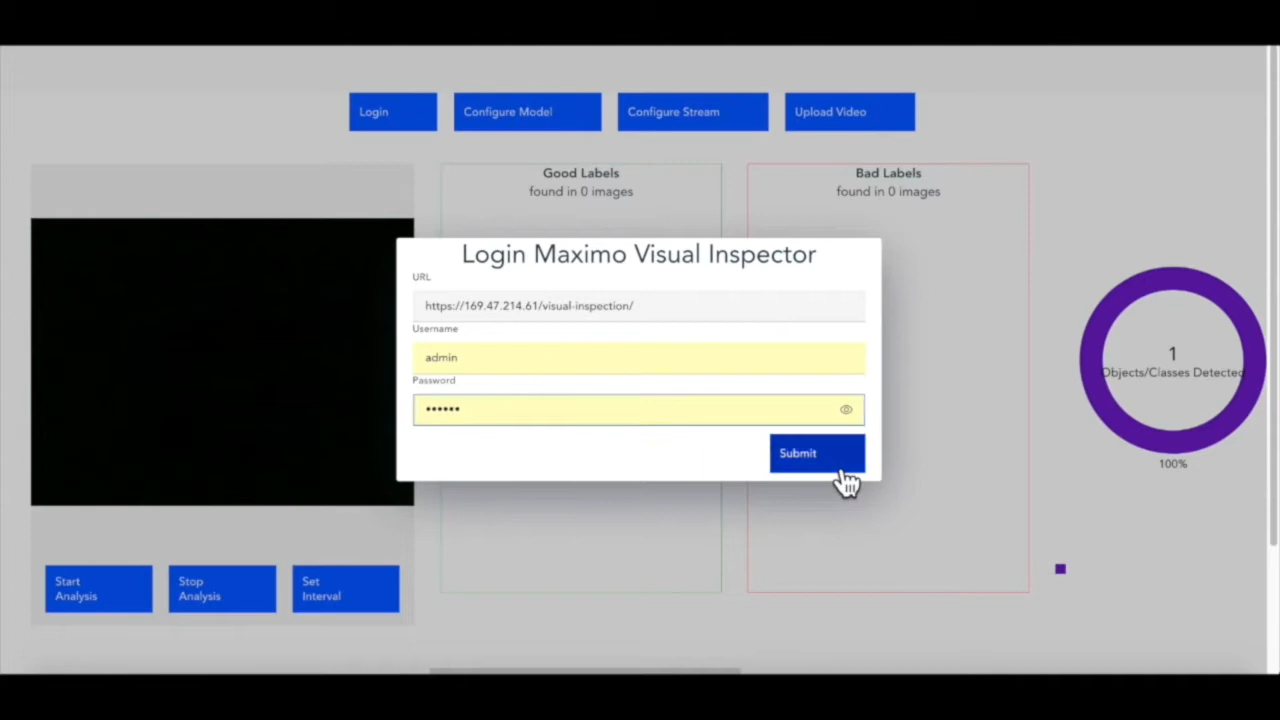 Login
Configure Model
Configure Stream
Upload Video
Good Labels
found in 0 images
Bad Labels
found in 0 images
Login Maximo Visual Inspector
URL
https://169.47.214.61/visual-inspection/
Username
admin
Password
••••••
Submit
1
Objects/Classes Detected
100%
Start
Analysis
Stop
Analysis
Set
Interval